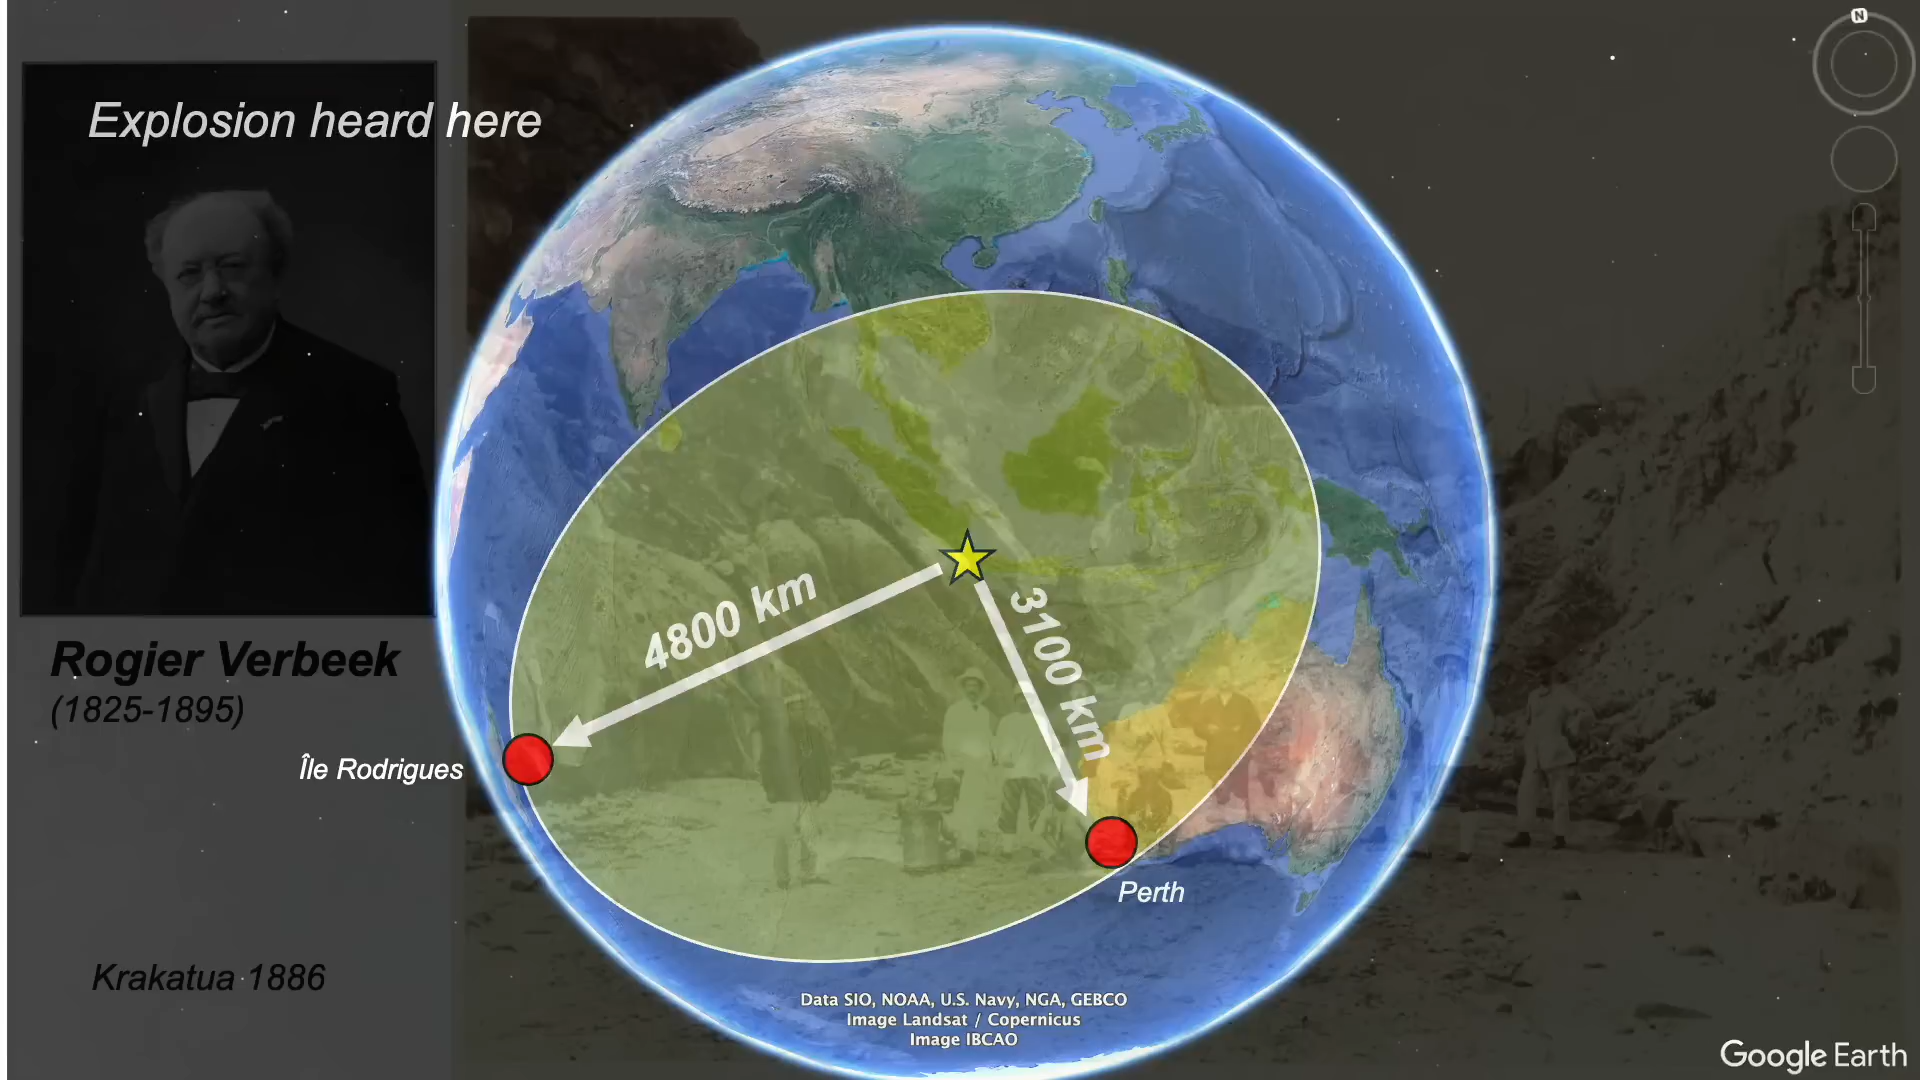 N
Explosion heard here
4800 km
3100 km
Rogier Verbeek
(1825-1895)
Île Rodrigues
Perth
Krakatua 1886
Data SIO, NOAA, U.S. Navy, NGA, GEBCO
Image Landsat / Copernicus
Image IBCAO
Google Earth